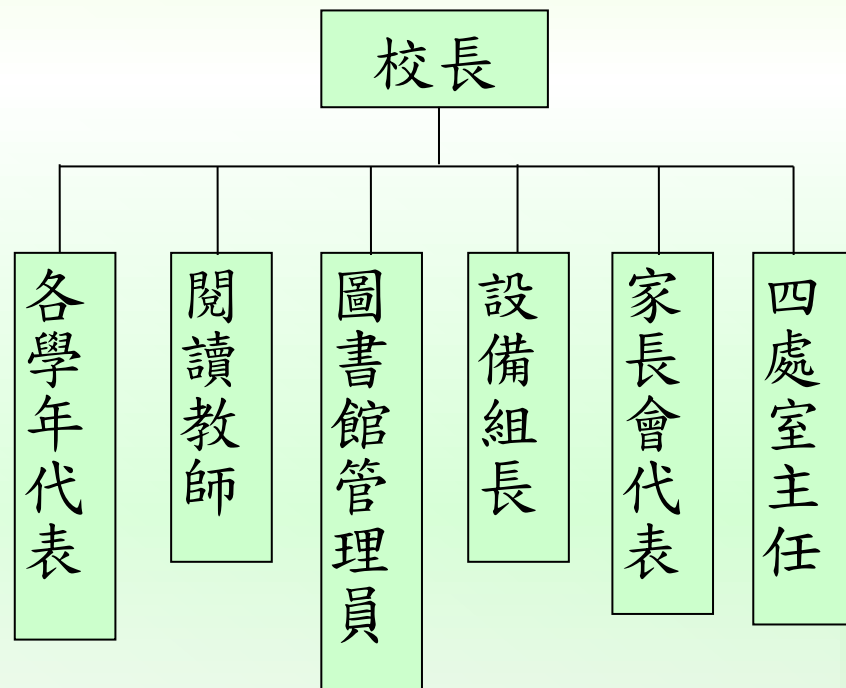 校長
各學年代表
閱讀教師
圖書館管理員
設備組長
家長會代表
四處室主任